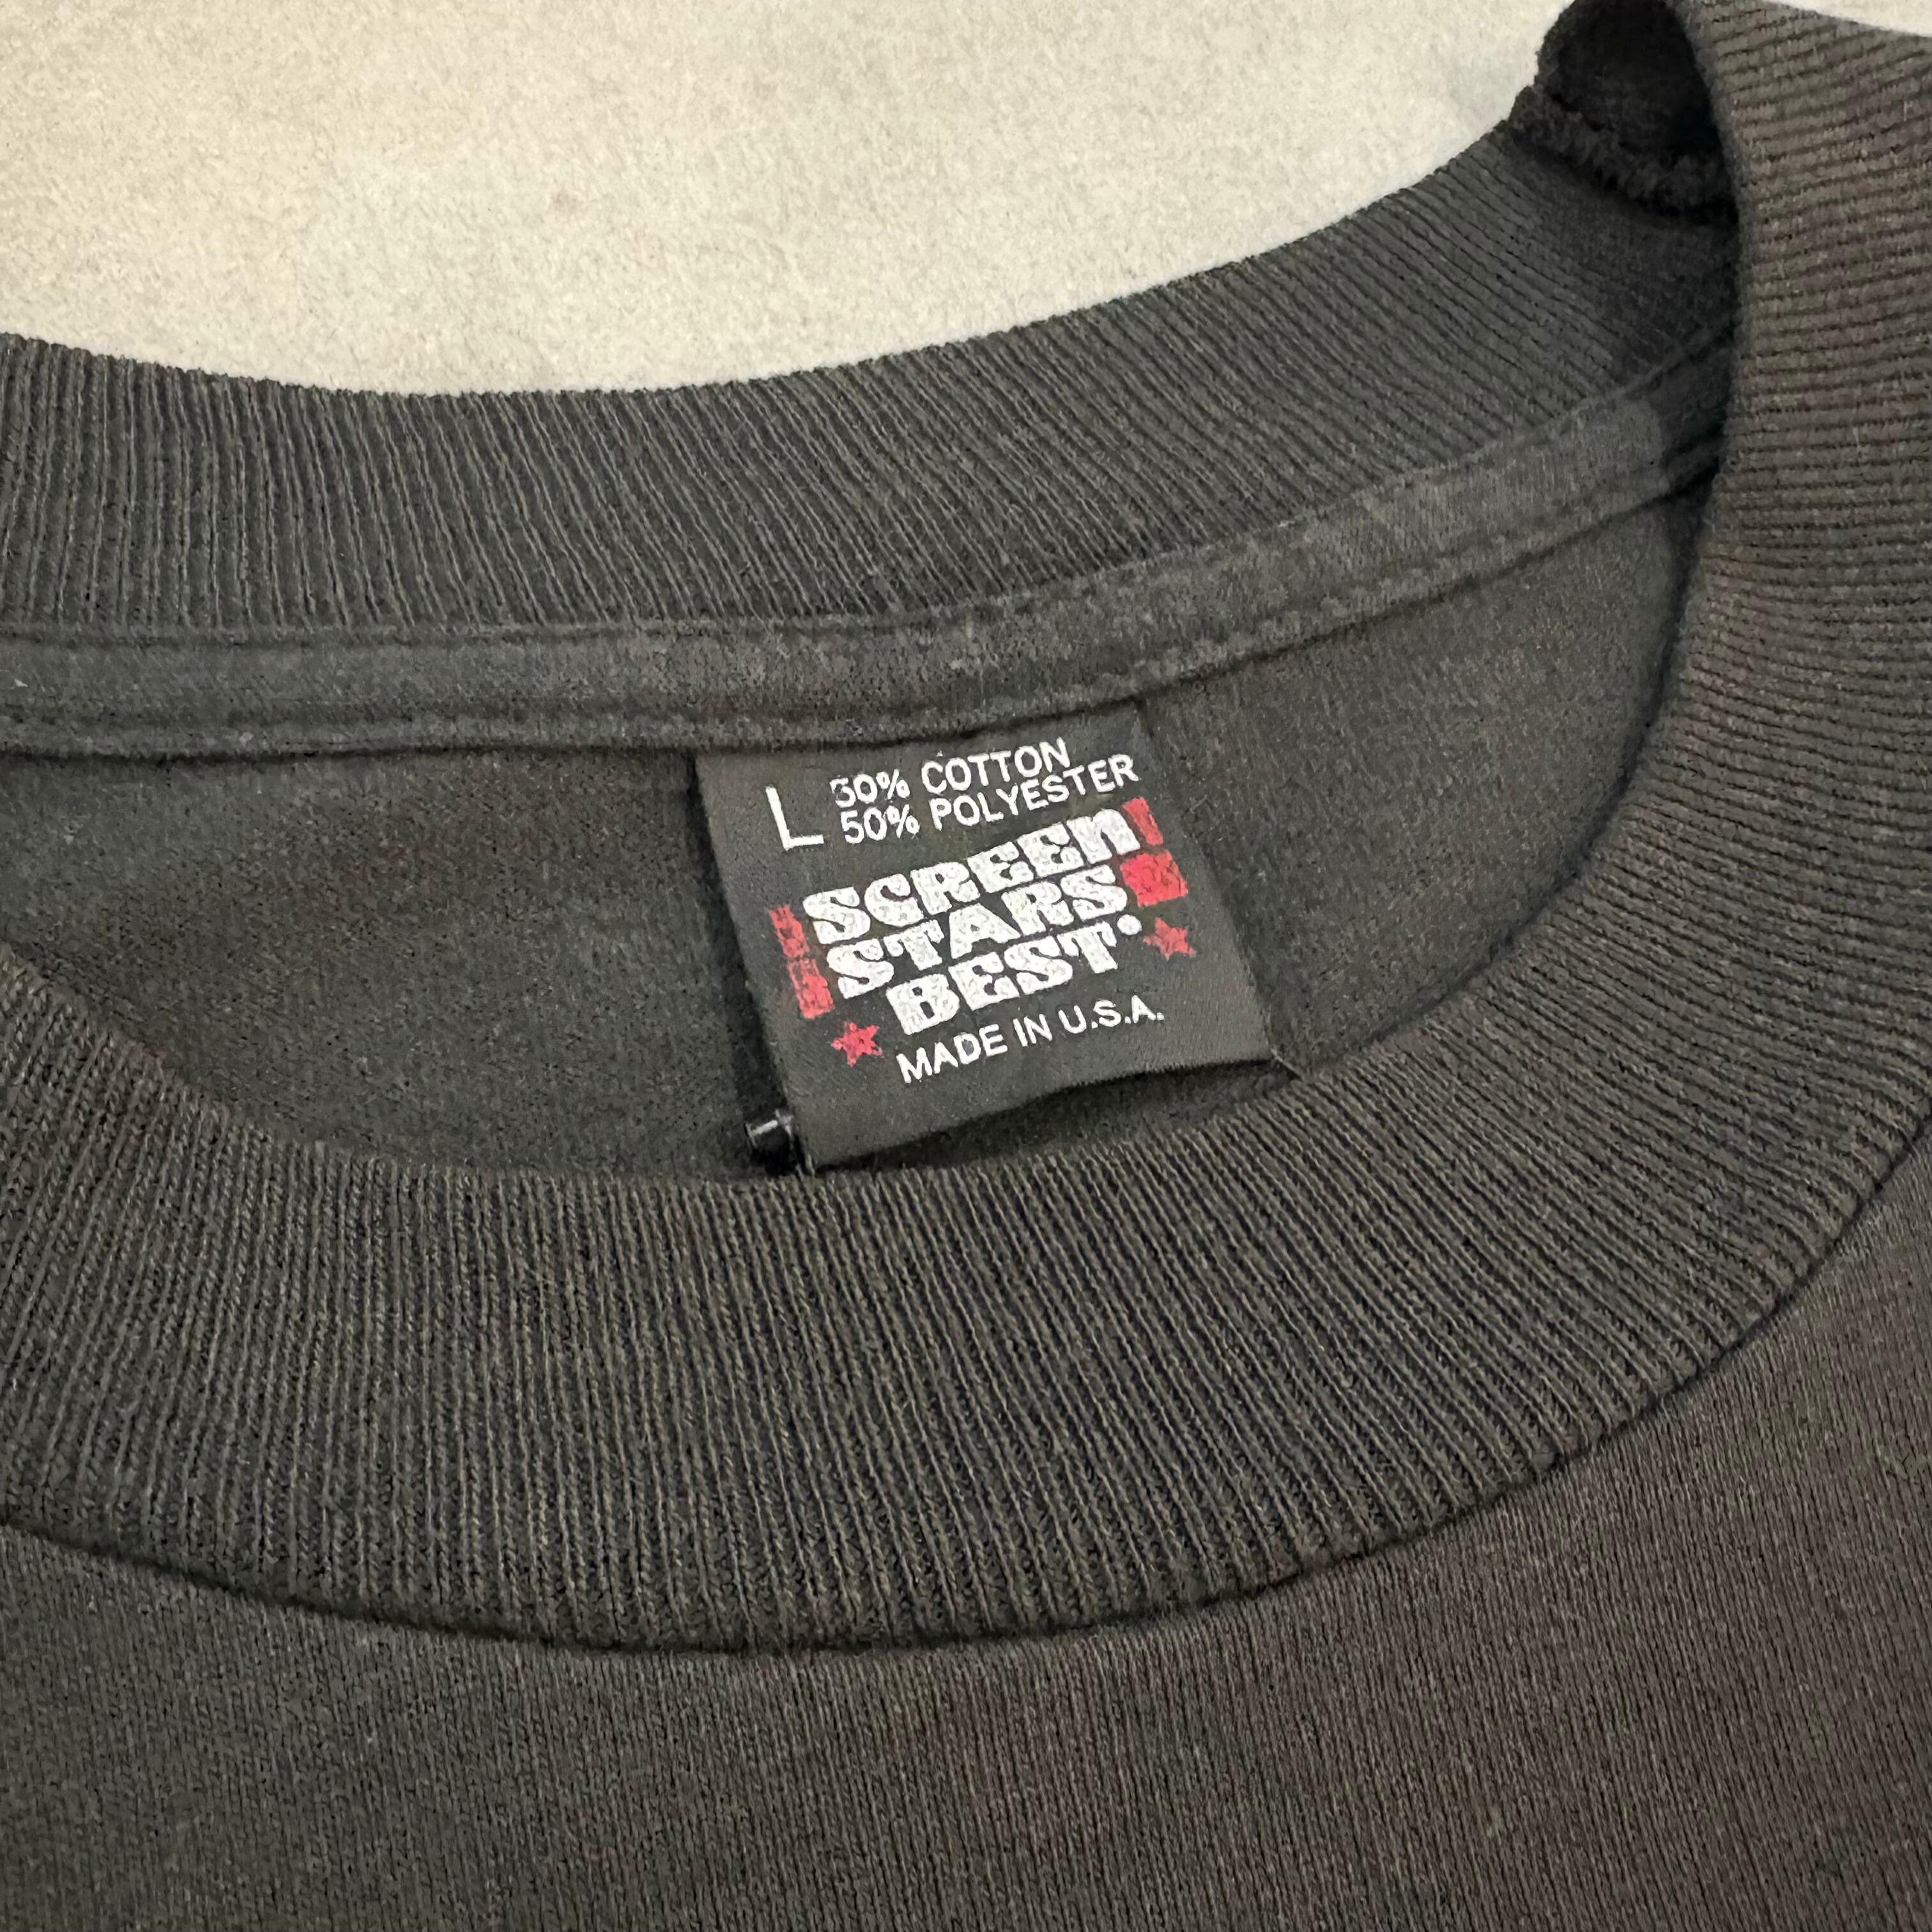 L 50% COTTON
50% POLYESTER
SCREEN
STARS
BEST
MADE IN U.S.A.